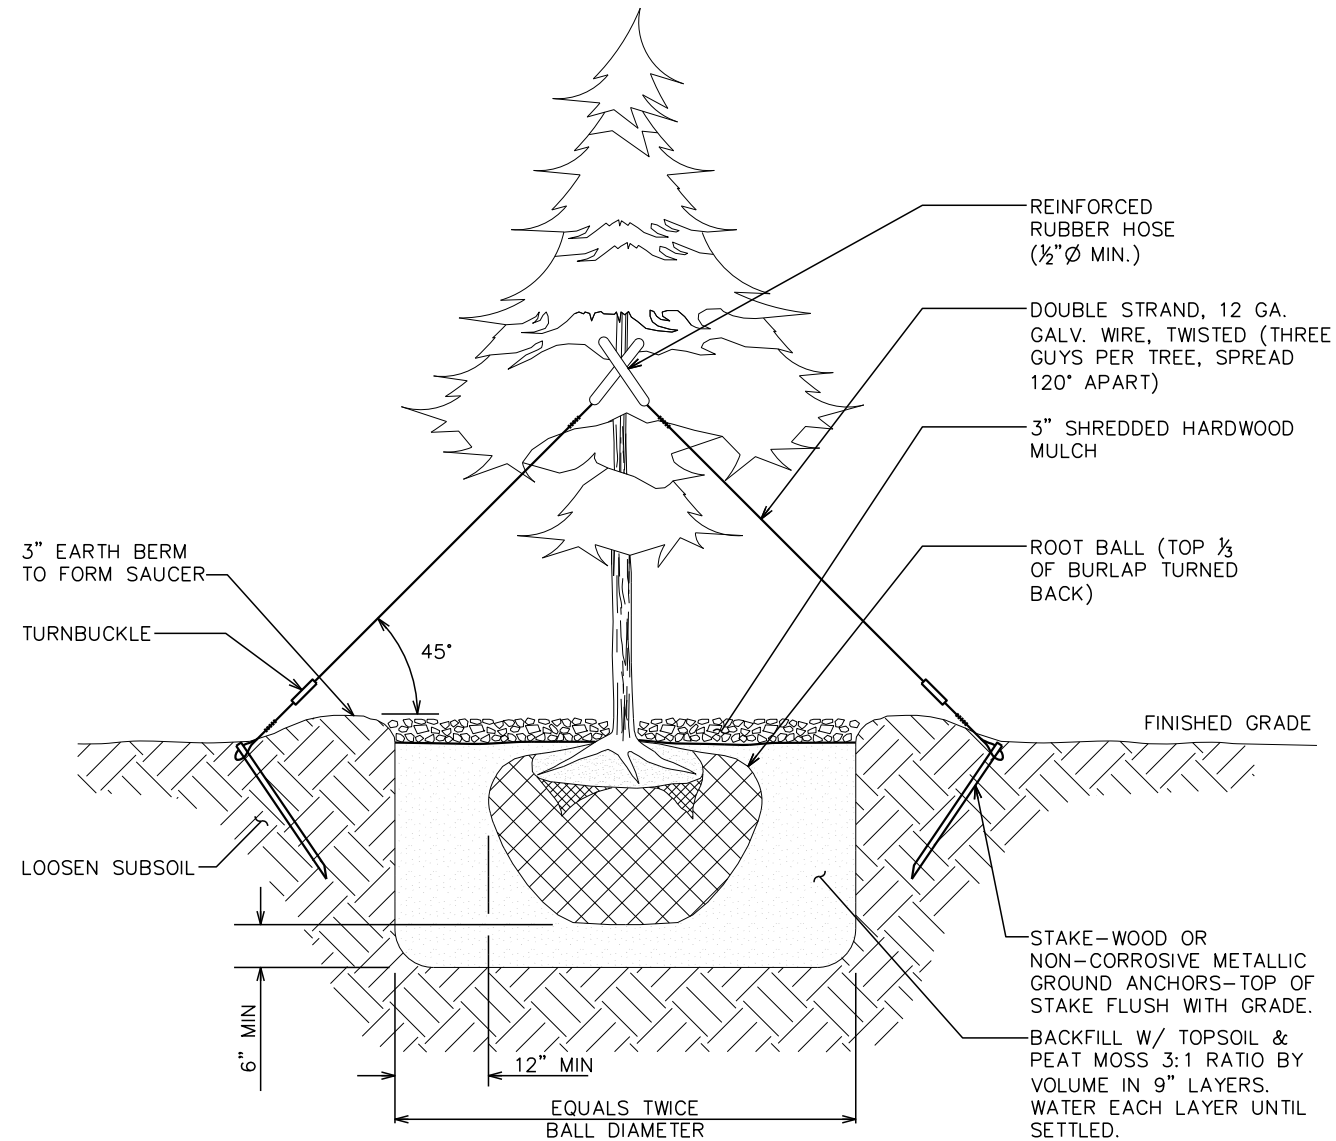 REINFORCED
RUBBER HOSE
(½"Ø MIN.)
DOUBLE STRAND, 12 GA.
GALV. WIRE, TWISTED (THREE
GUYS PER TREE, SPREAD
120° APART)
3" SHREDDED HARDWOOD
MULCH
3" EARTH BERM
TO FORM SAUCER
ROOT BALL (TOP ⅓
OF BURLAP TURNED
BACK)
TURNBUCKLE
45°
FINISHED GRADE
LOOSEN SUBSOIL
STAKE-WOOD OR
NON-CORROSIVE METALLIC
GROUND ANCHORS-TOP OF
STAKE FLUSH WITH GRADE.
6" MIN
12" MIN
BACKFILL W/ TOPSOIL &
PEAT MOSS 3:1 RATIO BY
VOLUME IN 9" LAYERS.
WATER EACH LAYER UNTIL
SETTLED.
EQUALS TWICE
BALL DIAMETER